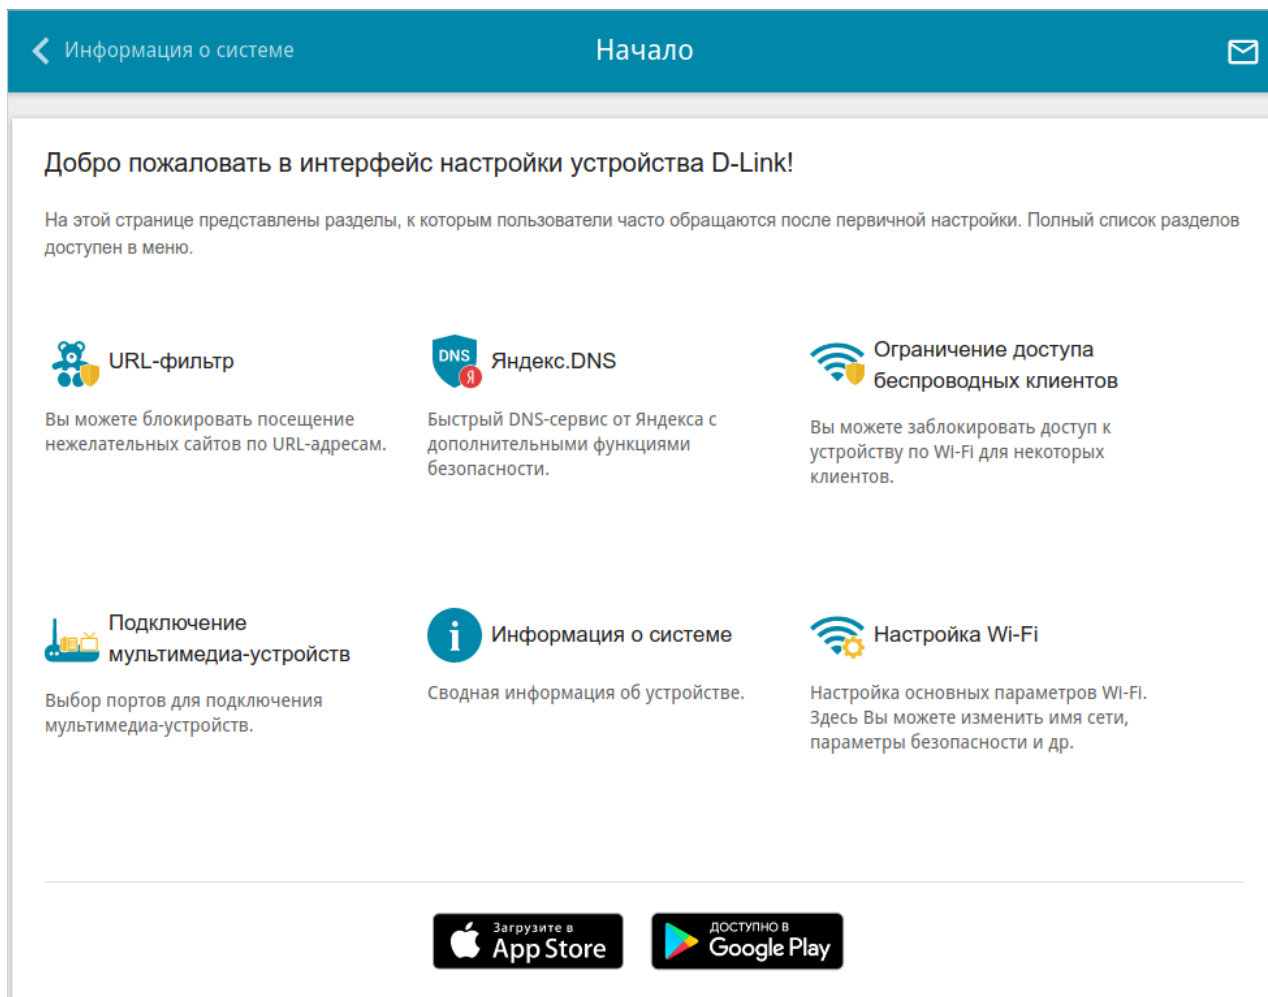 Информация о системе
Начало
Добро пожаловать в интерфейс настройки устройства D-Link!
На этой странице представлены разделы, к которым пользователи часто обращаются после первичной настройки. Полный список разделов
доступен в меню.
URL-фильтр
Вы можете блокировать посещение
нежелательных сайтов по URL-адресам.
DNS
Я
Яндекс.DNS
Быстрый DNS-сервис от Яндекса с
дополнительными функциями
безопасности.
Ограничение доступа
беспроводных клиентов
Вы можете заблокировать доступ к
устройству по Wi-Fi для некоторых
клиентов.
Подключение
мультимедиа-устройств
Выбор портов для подключения
мультимедиа-устройств.
i
Информация о системе
Сводная информация об устройстве.
Настройка Wi-Fi
Настройка основных параметров Wi-Fi.
Здесь Вы можете изменить имя сети,
параметры безопасности и др.
Загрузите в
App Store
ДОСТУПНО В
Google Play